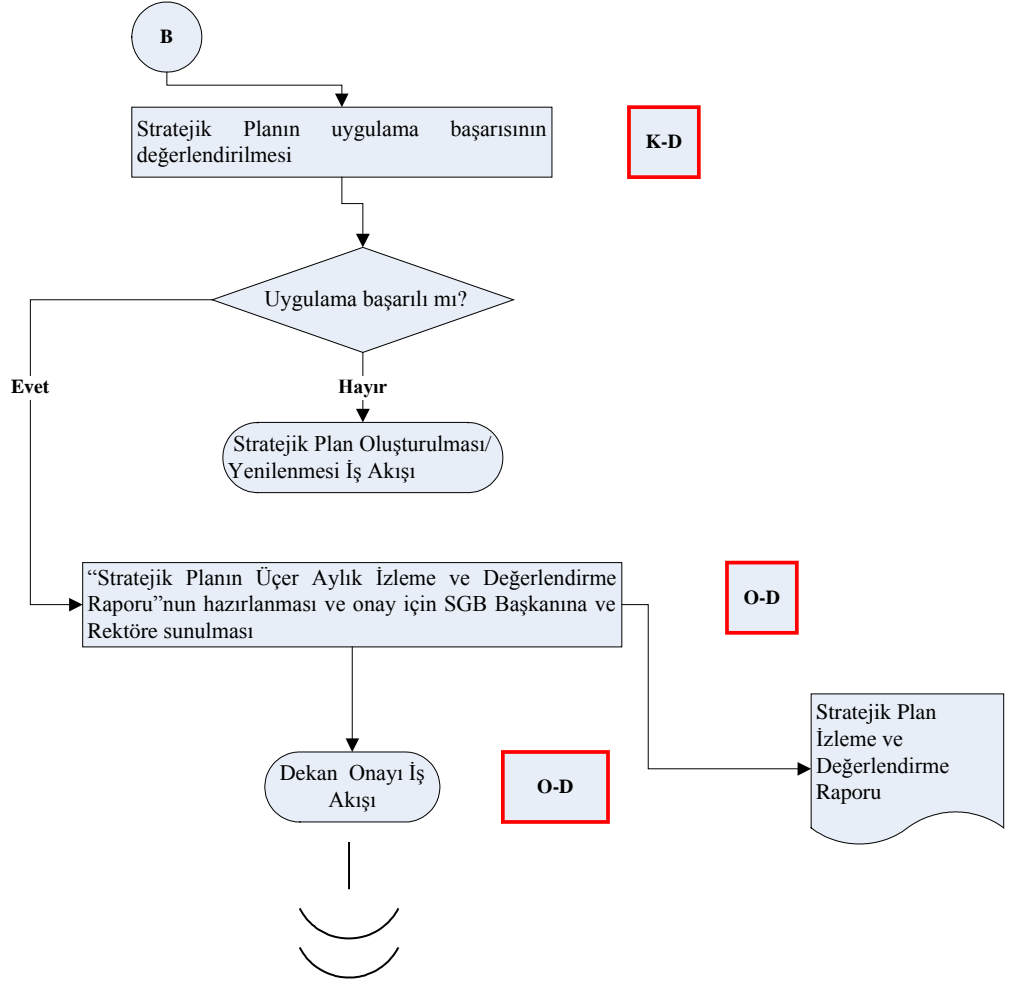 B
Stratejik Planın uygulama başarısının
değerlendirilmesi
K-D
Uygulama başarılı mı?
Evet
Hayır
Stratejik Plan Oluşturulması/
Yenilenmesi İş Akışı
“Stratejik Planın Üçer Aylık İzleme ve Değerlendirme
Raporu”nun hazırlanması ve onay için SGB Başkanına ve
Rektöre sunulması
O-D
Stratejik Plan
İzleme ve
Değerlendirme
Raporu
Dekan Onayı İş
Akışı
O-D